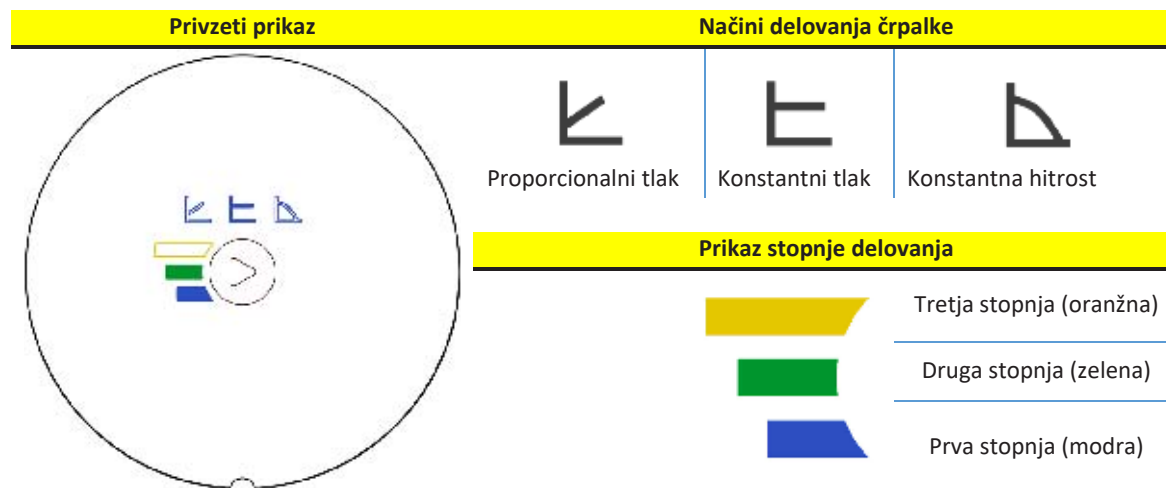 Privzeti prikaz
Načini delovanja črpalke
Proporcionalni tlak
Konstantni tlak
Konstantna hitrost
Prikaz stopnje delovanja
Tretja stopnja (oranžna)
Druga stopnja (zelena)
Prva stopnja (modra)